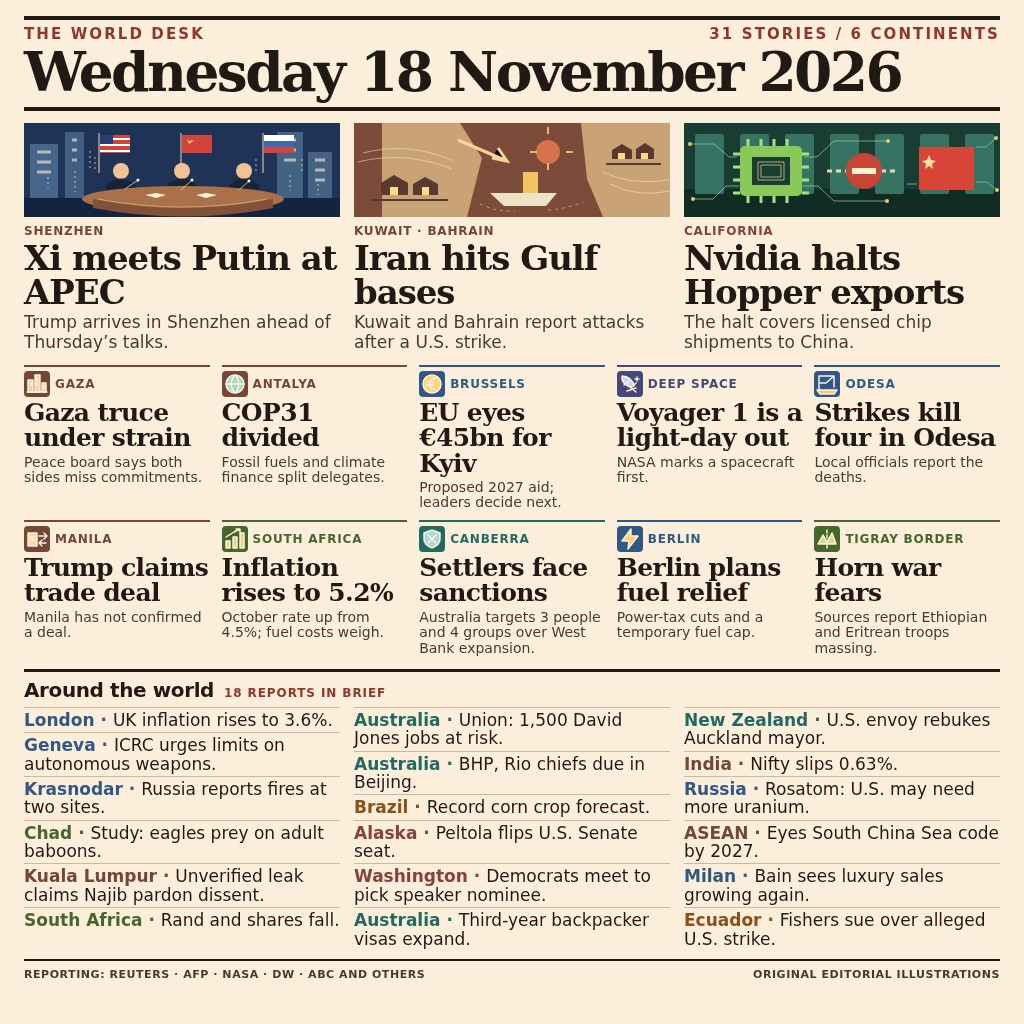 THE WORLD DESK
31 STORIES / 6 CONTINENTS
Wednesday 18 November 2026
SHENZHEN
Xi meets Putin at
APEC
Trump arrives in Shenzhen ahead of
Thursday’s talks.
KUWAIT · BAHRAIN
Iran hits Gulf
bases
Kuwait and Bahrain report attacks
after a U.S. strike.
CALIFORNIA
Nvidia halts
Hopper exports
The halt covers licensed chip
shipments to China.
GAZA
Gaza truce
under strain
Peace board says both
sides miss commitments.
ANTALYA
COP31
divided
Fossil fuels and climate
finance split delegates.
BRUSSELS
EU eyes
€45bn for
Kyiv
Proposed 2027 aid;
leaders decide next.
DEEP SPACE
Voyager 1 is a
light-day out
NASA marks a spacecraft
first.
ODESA
Strikes kill
four in Odesa
Local officials report the
deaths.
MANILA
Trump claims
trade deal
Manila has not confirmed
a deal.
SOUTH AFRICA
Inflation
rises to 5.2%
October rate up from
4.5%; fuel costs weigh.
CANBERRA
Settlers face
sanctions
Australia targets 3 people
and 4 groups over West
Bank expansion.
BERLIN
Berlin plans
fuel relief
Power-tax cuts and a
temporary fuel cap.
TIGRAY BORDER
Horn war
fears
Sources report Ethiopian
and Eritrean troops
massing.
Around the world 18 REPORTS IN BRIEF
London · UK inflation rises to 3.6%.
Geneva · ICRC urges limits on
autonomous weapons.
Krasnodar · Russia reports fires at
two sites.
Chad · Study: eagles prey on adult
baboons.
Kuala Lumpur · Unverified leak
claims Najib pardon dissent.
South Africa · Rand and shares fall.
Australia · Union: 1,500 David
Jones jobs at risk.
Australia · BHP, Rio chiefs due in
Beijing.
Brazil · Record corn crop forecast.
Alaska · Peltola flips U.S. Senate
seat.
Washington · Democrats meet to
pick speaker nominee.
Australia · Third-year backpacker
visas expand.
New Zealand · U.S. envoy rebukes
Auckland mayor.
India · Nifty slips 0.63%.
Russia · Rosatom: U.S. may need
more uranium.
ASEAN · Eyes South China Sea code
by 2027.
Milan · Bain sees luxury sales
growing again.
Ecuador · Fishers sue over alleged
U.S. strike.
REPORTING: REUTERS · AFP · NASA · DW · ABC AND OTHERS
ORIGINAL EDITORIAL ILLUSTRATIONS